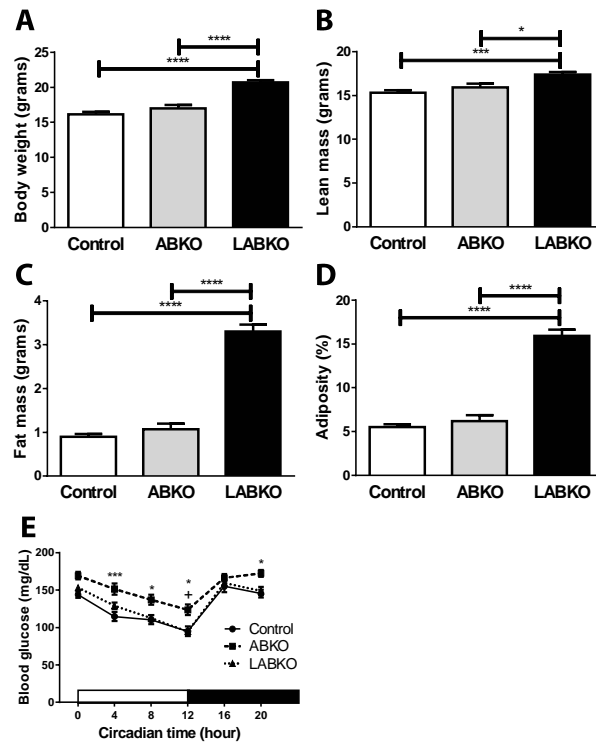 A
Body weight (grams)
25
20
15
10
5
0
****
****
Control ABKO LABKO
B
Lean mass (grams)
20
15
10
5
0
*
***
Control ABKO LABKO
C
Fat mass (grams)
4
3
2
1
0
****
****
Control ABKO LABKO
D
Adiposity (%)
20
15
10
5
0
****
****
Control ABKO LABKO
E
Blood glucose (mg/dL)
200
150
100
50
0
*** * * *
+
Control
ABKO
LABKO
0 4 8 12 16 20
Circadian time (hour)